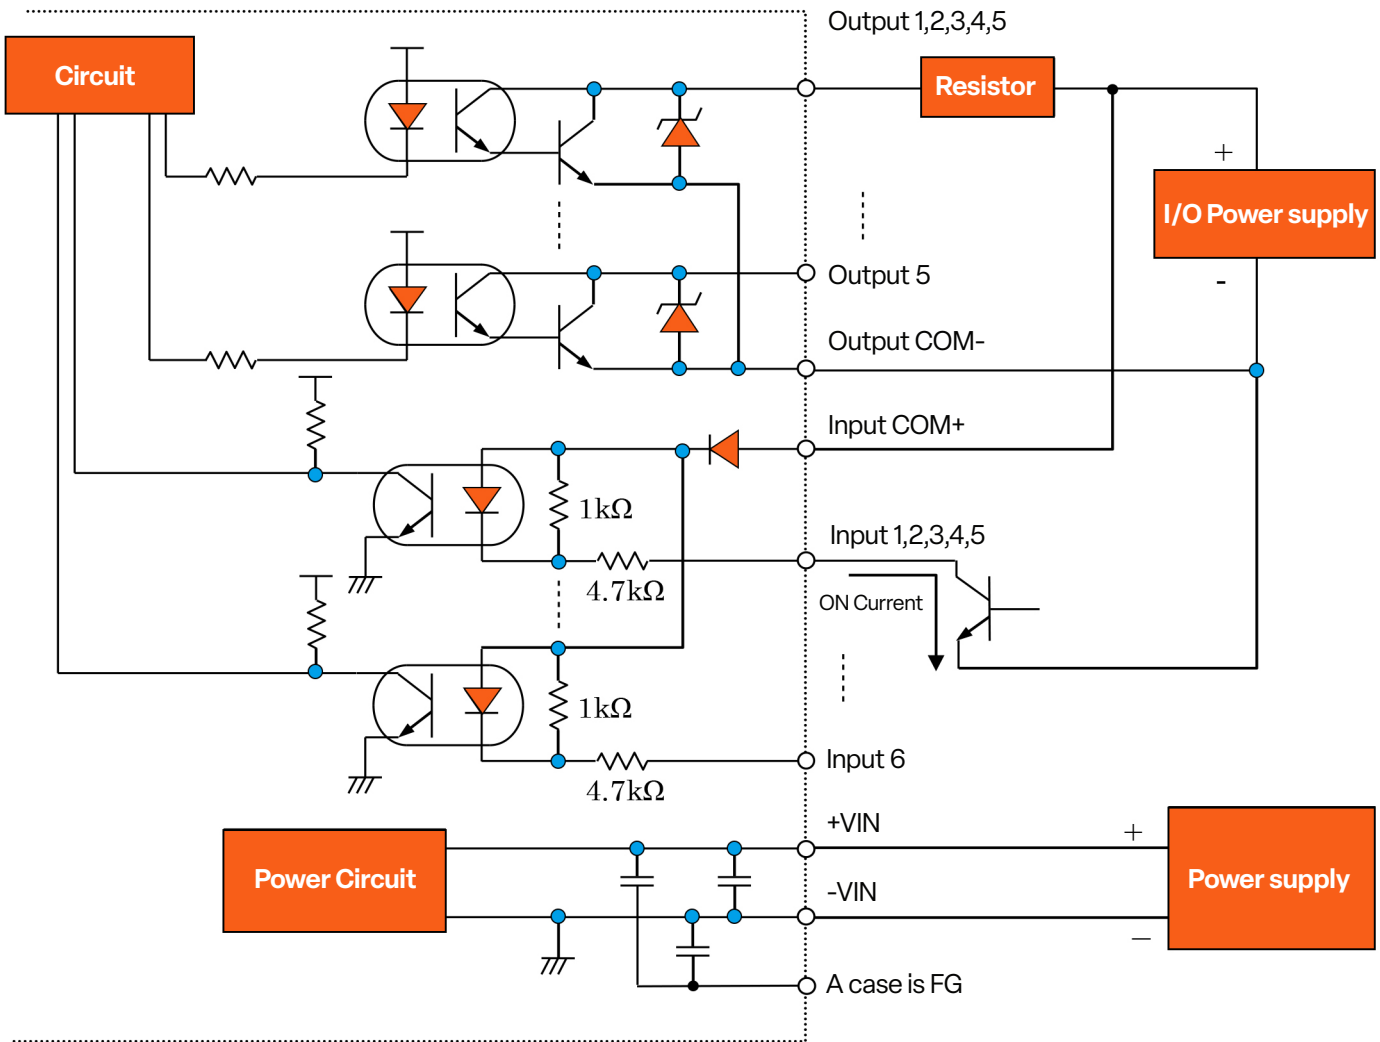 Output 1,2,3,4,5
Circuit
Resistor
+
I/O Power supply
-
Output 5
Output COM-
Input COM+
1kΩ
Input 1,2,3,4,5
4.7kΩ
ON Current
1kΩ
Input 6
4.7kΩ
+VIN
+
Power Circuit
-VIN
Power supply
−
A case is FG